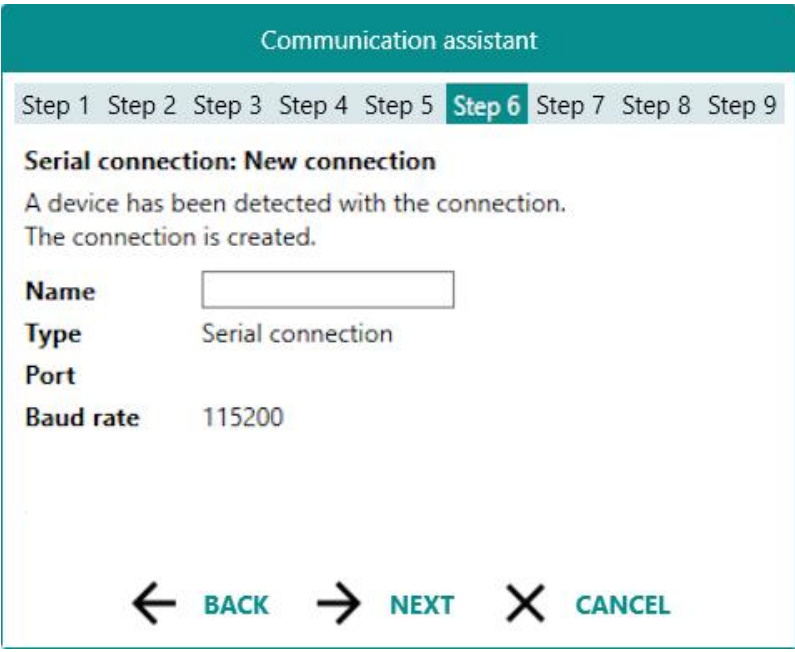 Communication assistant
Step 1 Step 2 Step 3 Step 4 Step 5 Step 6 Step 7 Step 8 Step 9
Serial connection: New connection
A device has been detected with the connection.
The connection is created.
Name
Type Serial connection
Port
Baud rate 115200
BACK NEXT CANCEL